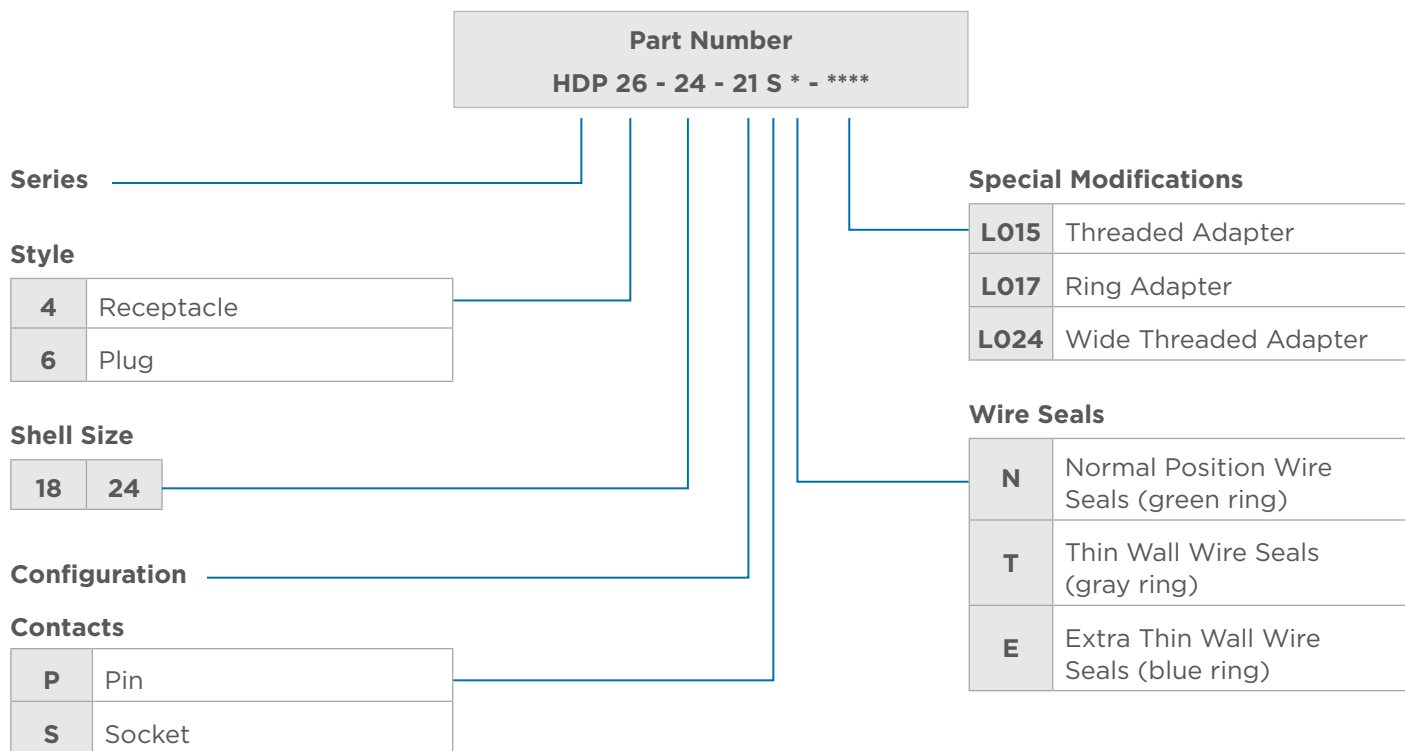 Part Number
HDP 26 - 24 - 21 S * - ****
Series
Style
4 Receptacle
6 Plug
Shell Size
18 24
Configuration
Contacts
P Pin
S Socket
Special Modifications
L015 Threaded Adapter
L017 Ring Adapter
L024 Wide Threaded Adapter
Wire Seals
N Normal Position Wire
Seals (green ring)
T Thin Wall Wire Seals
(gray ring)
E Extra Thin Wall Wire
Seals (blue ring)